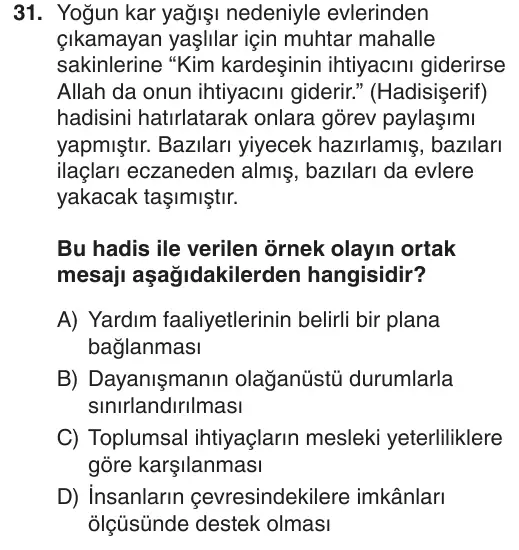 31. Yoğun kar yağışı nedeniyle evlerinden
çıkamayan yaşlılar için muhtar mahalle
sakinlerine “Kim kardeşinin ihtiyacını giderirse
Allah da onun ihtiyacını giderir.” (Hadisişerif)
hadisini hatırlatarak onlara görev paylaşımı
yapmıştır. Bazıları yiyecek hazırlamış, bazıları
ilaçları eczaneden almış, bazıları da evlere
yakacak taşımıştır.
Bu hadis ile verilen örnek olayın ortak
mesajı aşağıdakilerden hangisidir?
A) Yardım faaliyetlerinin belirli bir plana
bağlanması
B) Dayanışmanın olağanüstü durumlarla
sınırlandırılması
C) Toplumsal ihtiyaçların mesleki yeterliliklere
göre karşılanması
D) İnsanların çevresindekilere imkânları
ölçüsünde destek olması